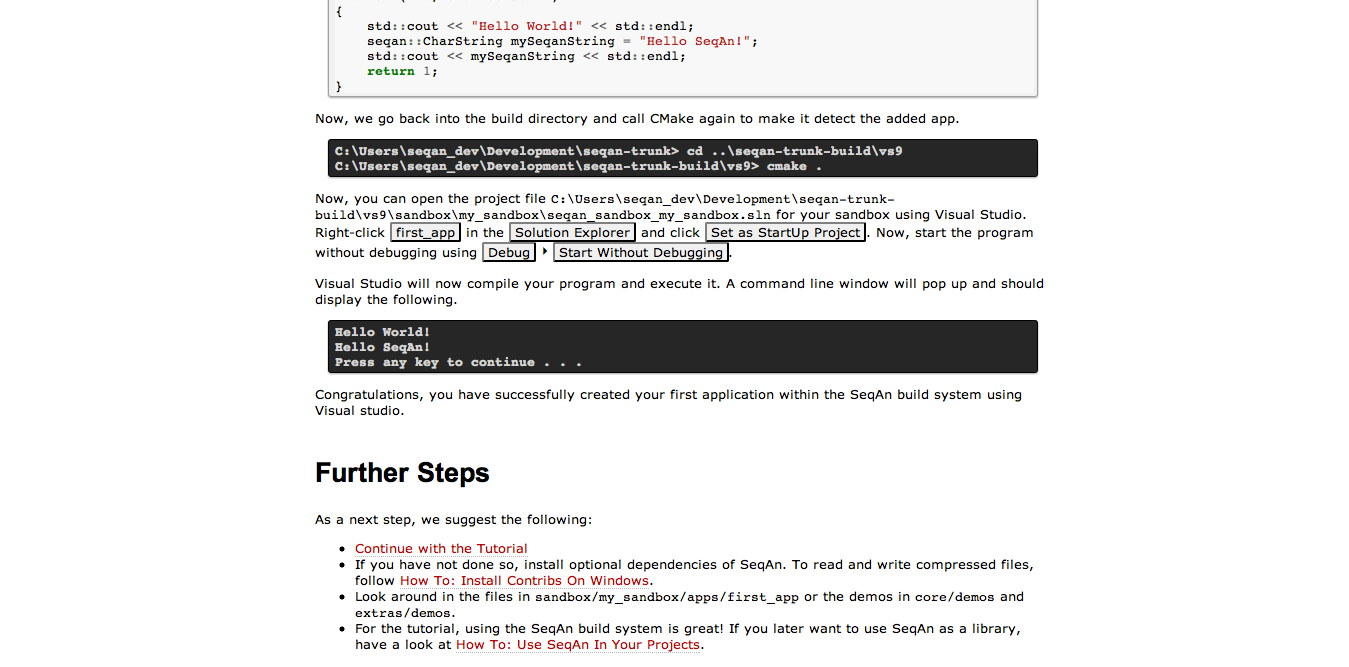 {
std::cout << "Hello World!" << std::endl;
seqan::CharString mySeqanString = "Hello SeqAn!";
std::cout << mySeqanString << std::endl;
return 1;
}
Now, we go back into the build directory and call CMake again to make it detect the added app.
C:\Users\seqan_dev\Development\seqan-trunk> cd ..\seqan-trunk-build\vs9
C:\Users\seqan_dev\Development\seqan-trunk-build\vs9> cmake .
Now, you can open the project file C:\Users\seqan_dev\Development\seqan-trunk-
build\vs9\sandbox\my_sandbox\seqan_sandbox_my_sandbox.sln for your sandbox using Visual Studio.
Right-click first_app in the Solution Explorer and click Set as StartUp Project. Now, start the program
without debugging using Debug ‣ Start Without Debugging.
Visual Studio will now compile your program and execute it. A command line window will pop up and should
display the following.
Hello World!
Hello SeqAn!
Press any key to continue . . .
Congratulations, you have successfully created your first application within the SeqAn build system using
Visual studio.
Further Steps
As a next step, we suggest the following:
• Continue with the Tutorial
• If you have not done so, install optional dependencies of SeqAn. To read and write compressed files,
follow How To: Install Contribs On Windows.
• Look around in the files in sandbox/my_sandbox/apps/first_app or the demos in core/demos and
extras/demos.
• For the tutorial, using the SeqAn build system is great! If you later want to use SeqAn as a library,
have a look at How To: Use SeqAn In Your Projects.